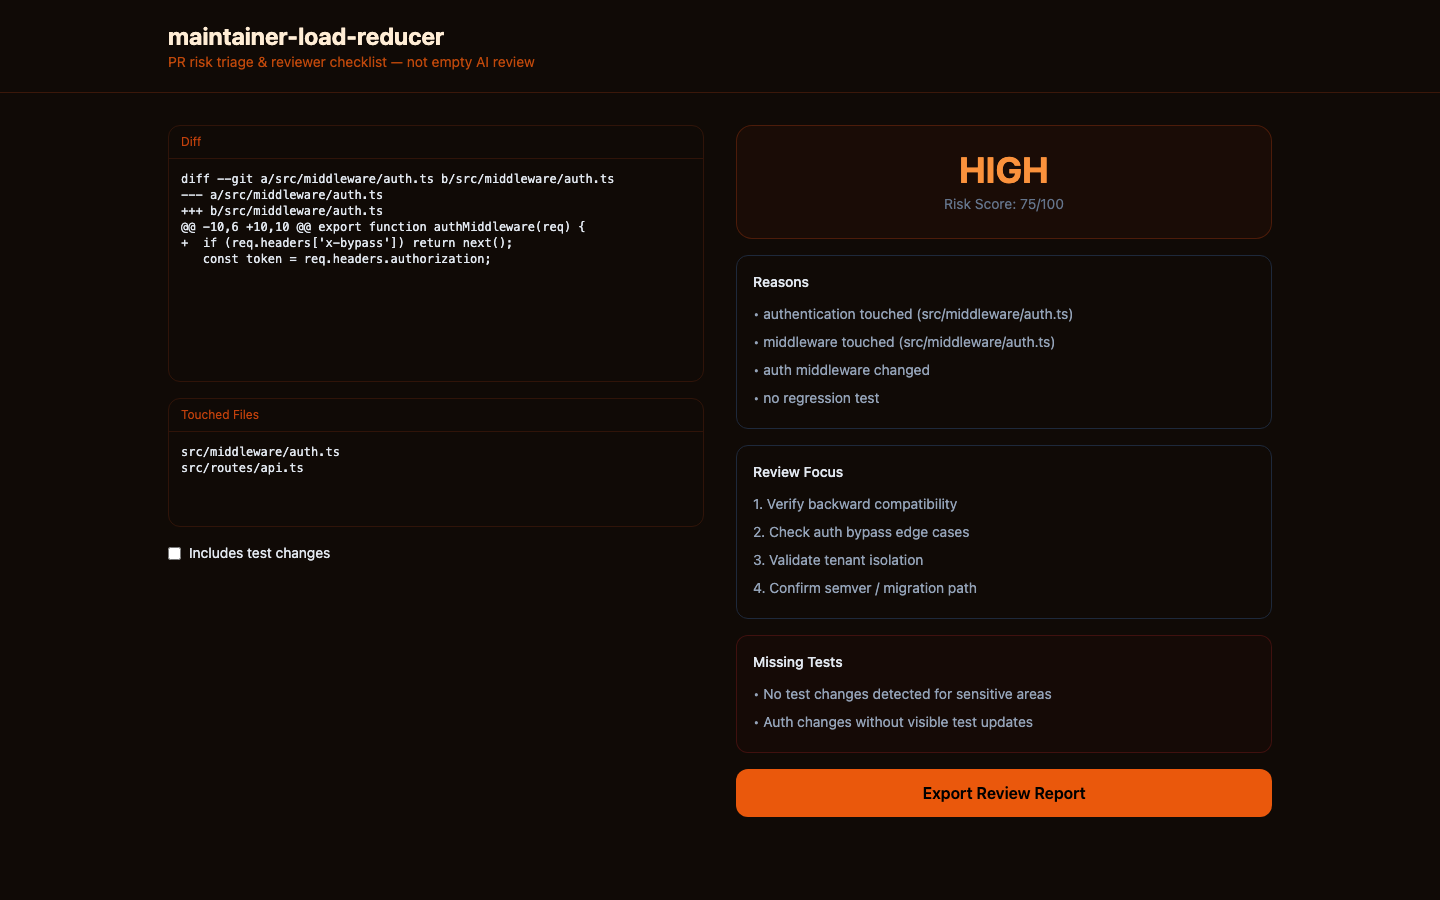 maintainer-load-reducer
PR risk triage & reviewer checklist — not empty AI review
Diff
diff --git a/src/middleware/auth.ts b/src/middleware/auth.ts
--- a/src/middleware/auth.ts
+++ b/src/middleware/auth.ts
@@ -10,6 +10,10 @@ export function authMiddleware(req) {
+  if (req.headers['x-bypass']) return next();
   const token = req.headers.authorization;
Touched Files
src/middleware/auth.ts
src/routes/api.ts
Includes test changes
HIGH
Risk Score: 75/100
Reasons
• authentication touched (src/middleware/auth.ts)
• middleware touched (src/middleware/auth.ts)
• auth middleware changed
• no regression test
Review Focus
1. Verify backward compatibility
2. Check auth bypass edge cases
3. Validate tenant isolation
4. Confirm semver / migration path
Missing Tests
• No test changes detected for sensitive areas
• Auth changes without visible test updates
Export Review Report